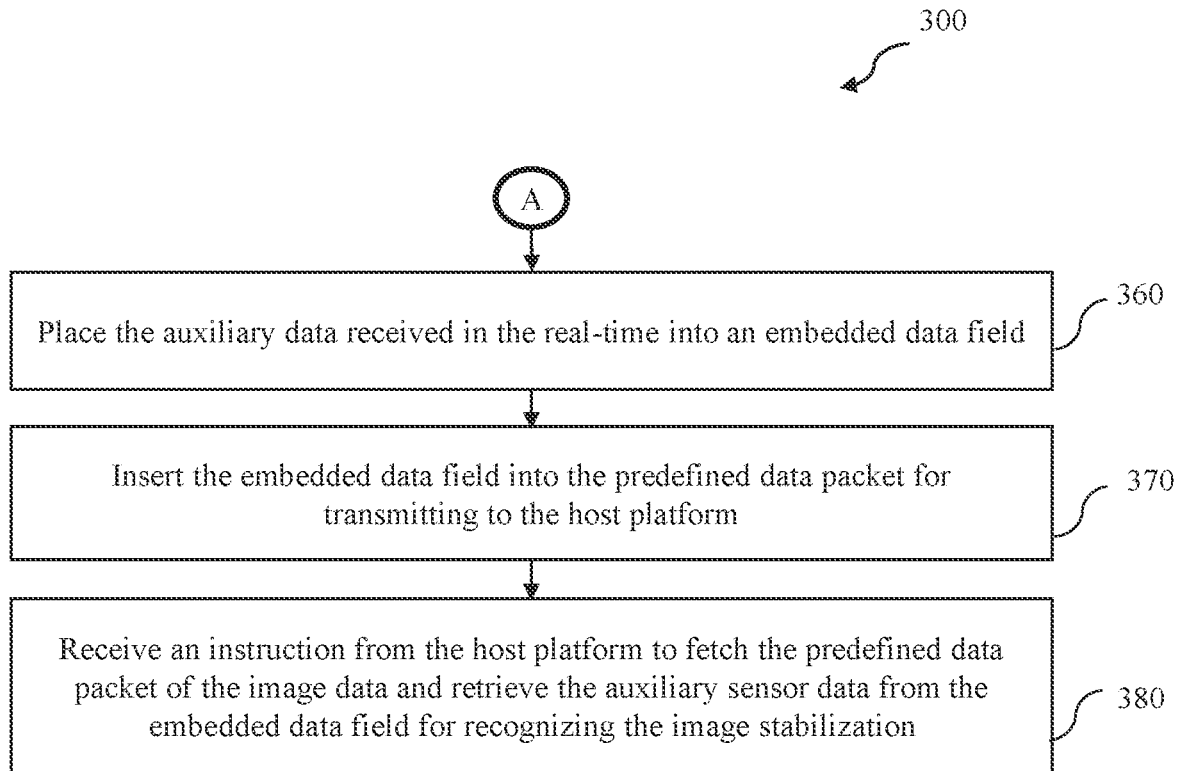 300
A
Place the auxiliary data received in the real-time into an embedded data field
360
Insert the embedded data field into the predefined data packet for
transmitting to the host platform
370
Receive an instruction from the host platform to fetch the predefined data
packet of the image data and retrieve the auxiliary sensor data from the
embedded data field for recognizing the image stabilization
380